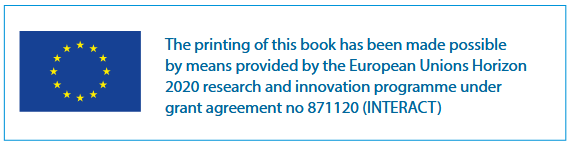 The printing of this book has been made possible
by means provided by the European Unions Horizon
2020 research and innovation programme under
grant agreement no 871120 (INTERACT)